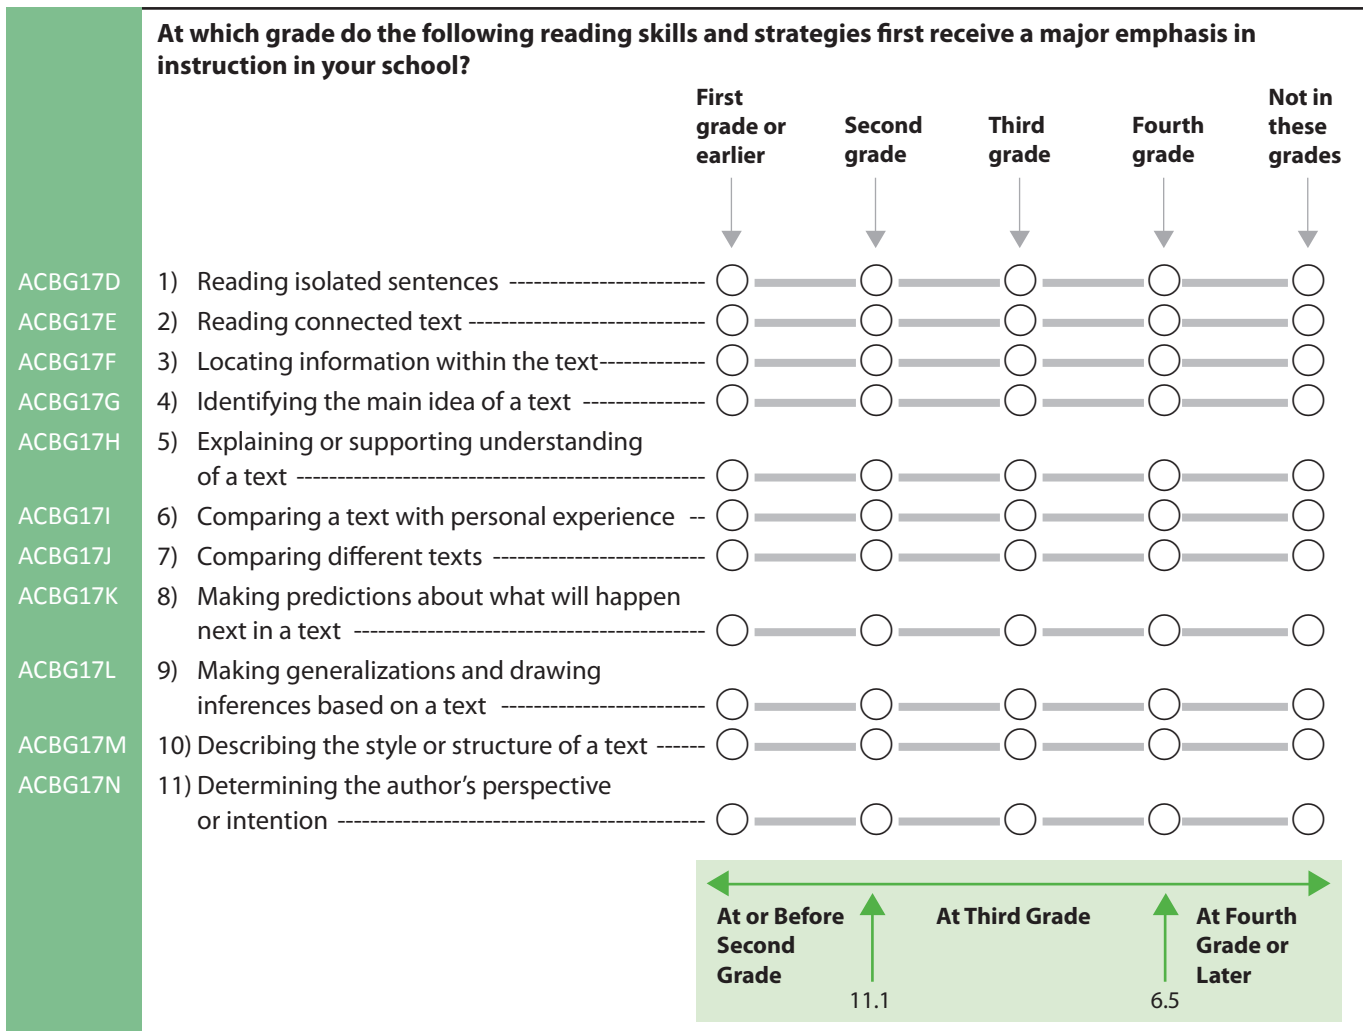 At which grade do the following reading skills and strategies first receive a major emphasis in
instruction in your school?
First
grade or
earlier
Second
grade
Third
grade
Fourth
grade
Not in
these
grades
ACBG17D 1) Reading isolated sentences
ACBG17E 2) Reading connected text
ACBG17F 3) Locating information within the text
ACBG17G 4) Identifying the main idea of a text
ACBG17H 5) Explaining or supporting understanding
of a text
ACBG17I 6) Comparing a text with personal experience
ACBG17J 7) Comparing different texts
ACBG17K 8) Making predictions about what will happen
next in a text
ACBG17L 9) Making generalizations and drawing
inferences based on a text
ACBG17M 10) Describing the style or structure of a text
ACBG17N 11) Determining the author’s perspective
or intention
At or Before
Second
Grade
At Third Grade
At Fourth
Grade or
Later
11.1
6.5